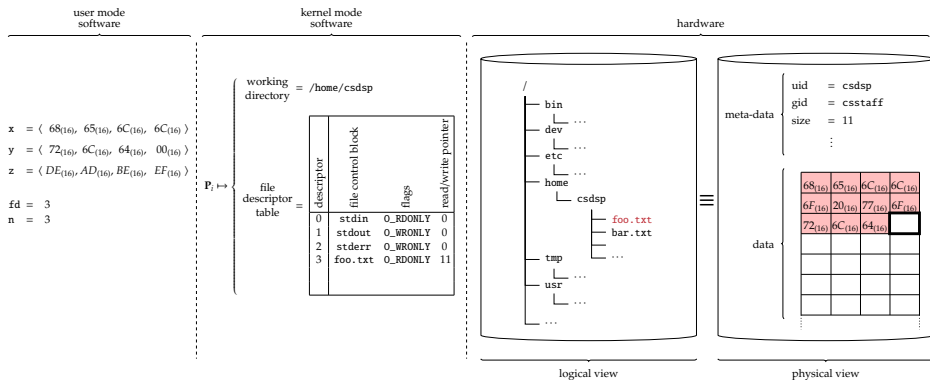 user mode
software
kernel mode
software
hardware
x = ⟨ 68(16), 65(16), 6C(16), 6C(16) ⟩
y = ⟨ 72(16), 6C(16), 64(16), 00(16) ⟩
z = ⟨ DE(16), AD(16), BE(16), EF(16) ⟩
fd = 3
n = 3
Pi ↦
working
directory = /home/csdsp
file
descriptor
table =
descriptor file control block flags read/write pointer
0 stdin O_RDONLY 0
1 stdout O_WRONLY 0
2 stderr O_WRONLY 0
3 foo.txt O_RDONLY 11
/
bin
...
dev
...
etc
...
home
csdsp
foo.txt
bar.txt
...
tmp
...
usr
...
...
logical view
≡
meta-data
uid = csdsp
gid = csstaff
size = 11
⋮
data
68(16) 65(16) 6C(16) 6C(16)
6F(16) 20(16) 77(16) 6F(16)
72(16) 6C(16) 64(16)
physical view